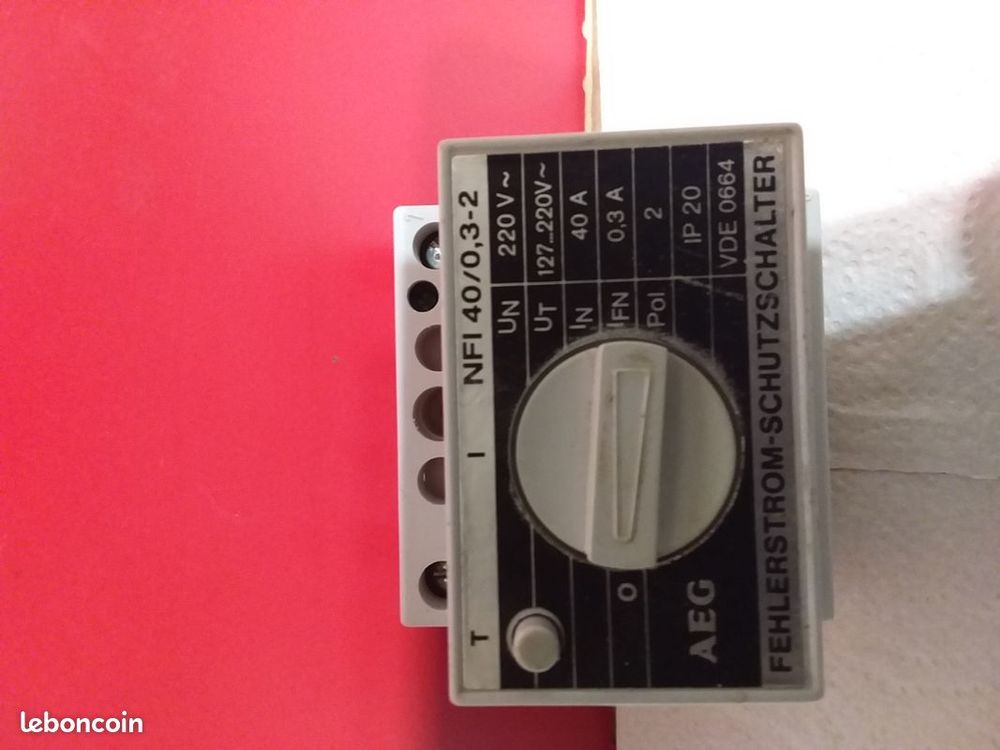 I NFI 40/0,3-2
T
UN 220 V~
UT 127...220V~
IN 40 A
IFN 0,3 A
Pol 2
IP 20
VDE 0664
O
AEG
FEHLERSTROM-SCHUTZSCHALTER
leboncoin